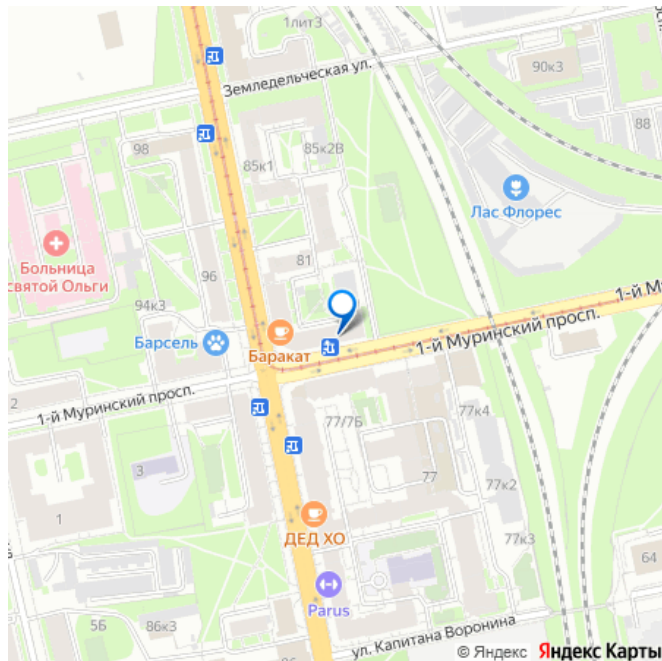 1лит3
Земледельческая ул.
90к3
88
98
85к2В
85к1
Лас Флорес
Больница
святой Ольги
81
96
94к3
1-й М
1-й Муринский просп.
Барсель
Баракат
1-й Муринский просп.
2
77/7Б
77к4
3
77
77к2
1
ДЕД ХО
77к3
64
Parus
5Б
86к3
ул. Капитана Воронина
© Яндекс Яндекс Карты